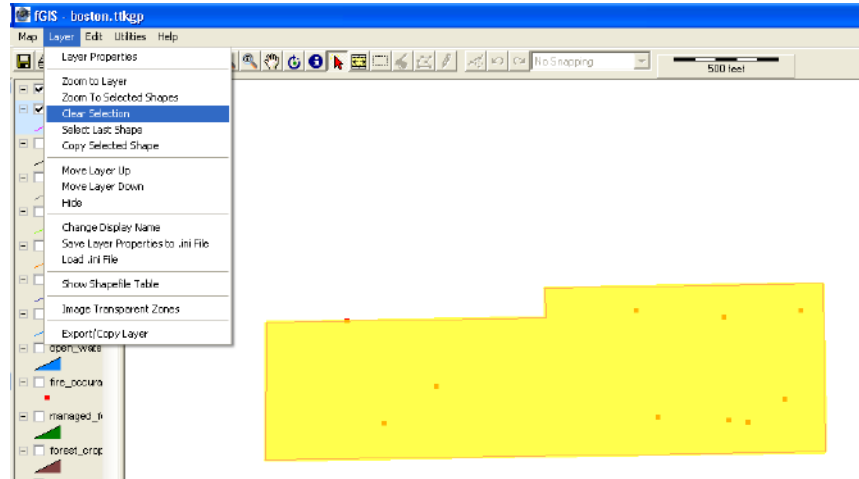 fGIS - boston.ttkgp
Map Layer Edit Utilities Help
No Snapping
500 feet
Layer Properties
Zoom to Layer
Zoom To Selected Shapes
Clear Selection
Select Last Shape
Copy Selected Shape
Move Layer Up
Move Layer Down
Hide
Change Display Name
Save Layer Properties to .ini File
Load .ini File
Show Shapefile Table
Image Transparent Zones
Export/Copy Layer
open_wate
fire_occura
managed_f
forest_crop